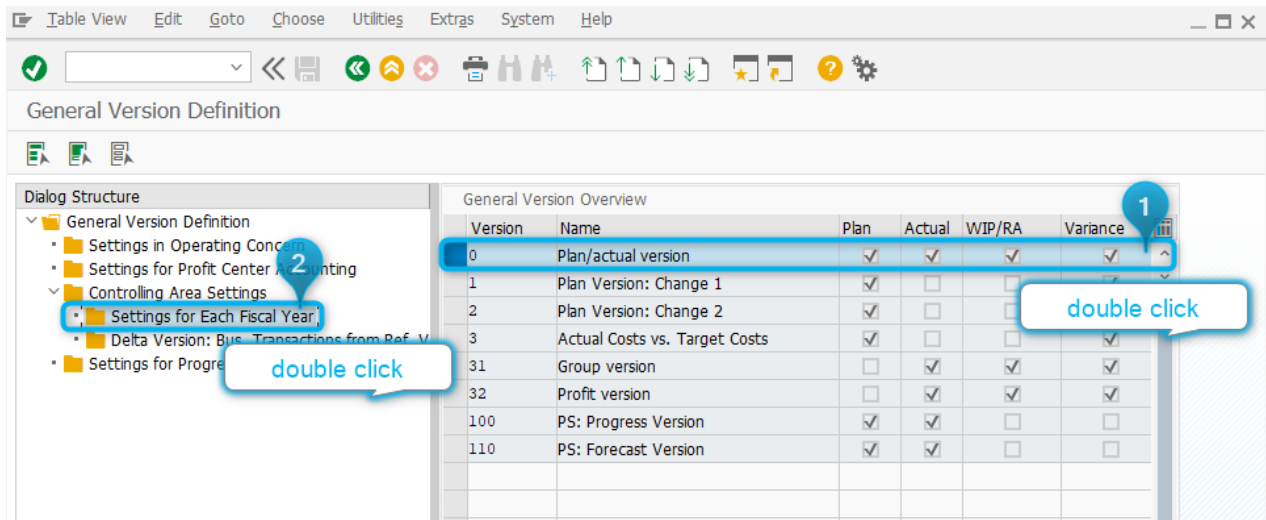 Table View Edit Goto Choose Utilities Extras System Help
General Version Definition
Dialog Structure
General Version Definition
Settings in Operating Concern
Settings for Profit Center Accounting
Controlling Area Settings
Settings for Each Fiscal Year
Delta Version: Bus. Transactions from Ref. V
Settings for Progre
2
double click
General Version Overview
1
Version Name Plan Actual WIP/RA Variance
0 Plan/actual version
1 Plan Version: Change 1
2 Plan Version: Change 2
3 Actual Costs vs. Target Costs
31 Group version
32 Profit version
100 PS: Progress Version
110 PS: Forecast Version
double click